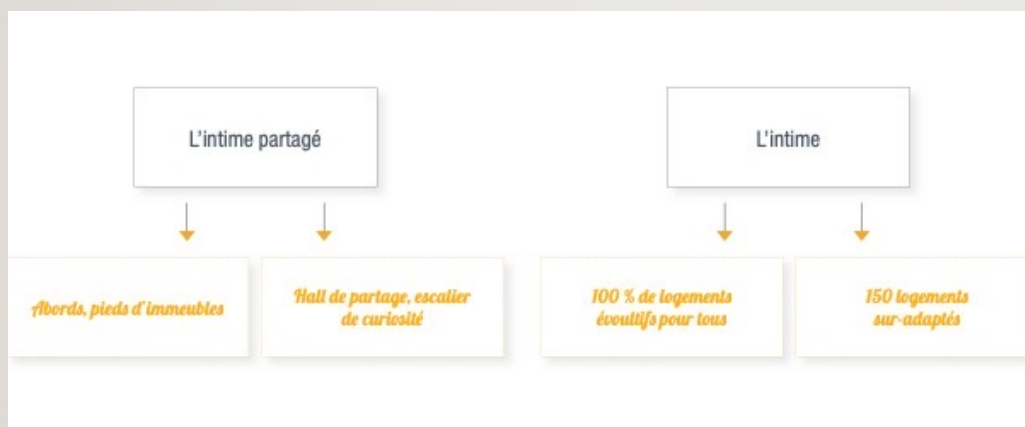 L'intime partagé
L'intime
Abords, pieds d'immeubles
Hall de partage, escalier
de curiosité
100 % de logements
évoultifs pour tous
150 logements
sur-adaptés